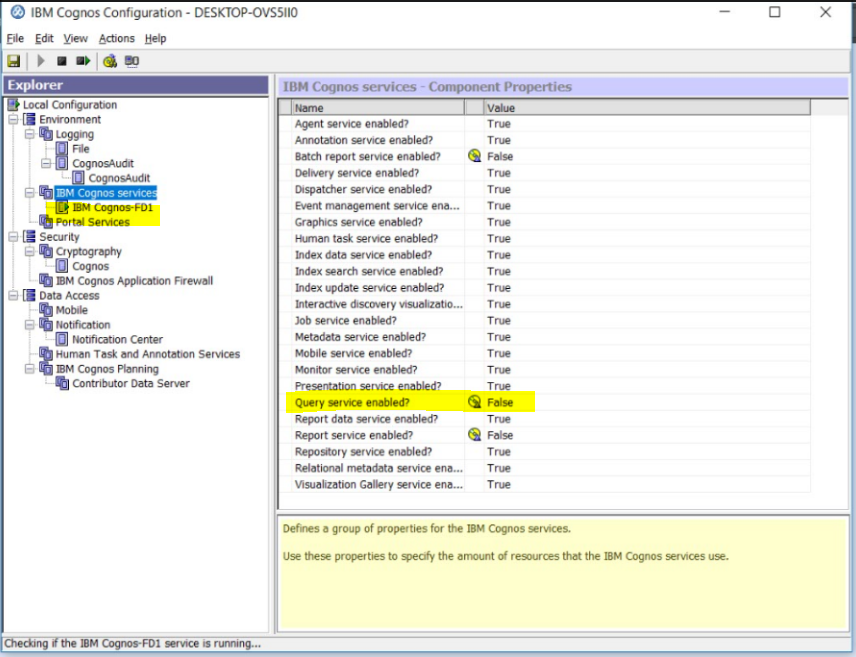 IBM Cognos Configuration - DESKTOP-OVS5II0
File Edit View Actions Help
Explorer
Local Configuration
Environment
Logging
File
CognosAudit
CognosAudit
IBM Cognos services
IBM Cognos-FD1
Portal Services
Security
Cryptography
Cognos
IBM Cognos Application Firewall
Data Access
Mobile
Notification
Notification Center
Human Task and Annotation Services
IBM Cognos Planning
Contributor Data Server
IBM Cognos services - Component Properties
Name Value
Agent service enabled? True
Annotation service enabled? True
Batch report service enabled? False
Delivery service enabled? True
Dispatcher service enabled? True
Event management service ena... True
Graphics service enabled? True
Human task service enabled? True
Index data service enabled? True
Index search service enabled? True
Index update service enabled? True
Interactive discovery visualizatio... True
Job service enabled? True
Metadata service enabled? True
Mobile service enabled? True
Monitor service enabled? True
Presentation service enabled? True
Query service enabled? False
Report data service enabled? True
Report service enabled? False
Repository service enabled? True
Relational metadata service ena... True
Visualization Gallery service ena... True
Defines a group of properties for the IBM Cognos services.
Use these properties to specify the amount of resources that the IBM Cognos services use.
Checking if the IBM Cognos-FD1 service is running...